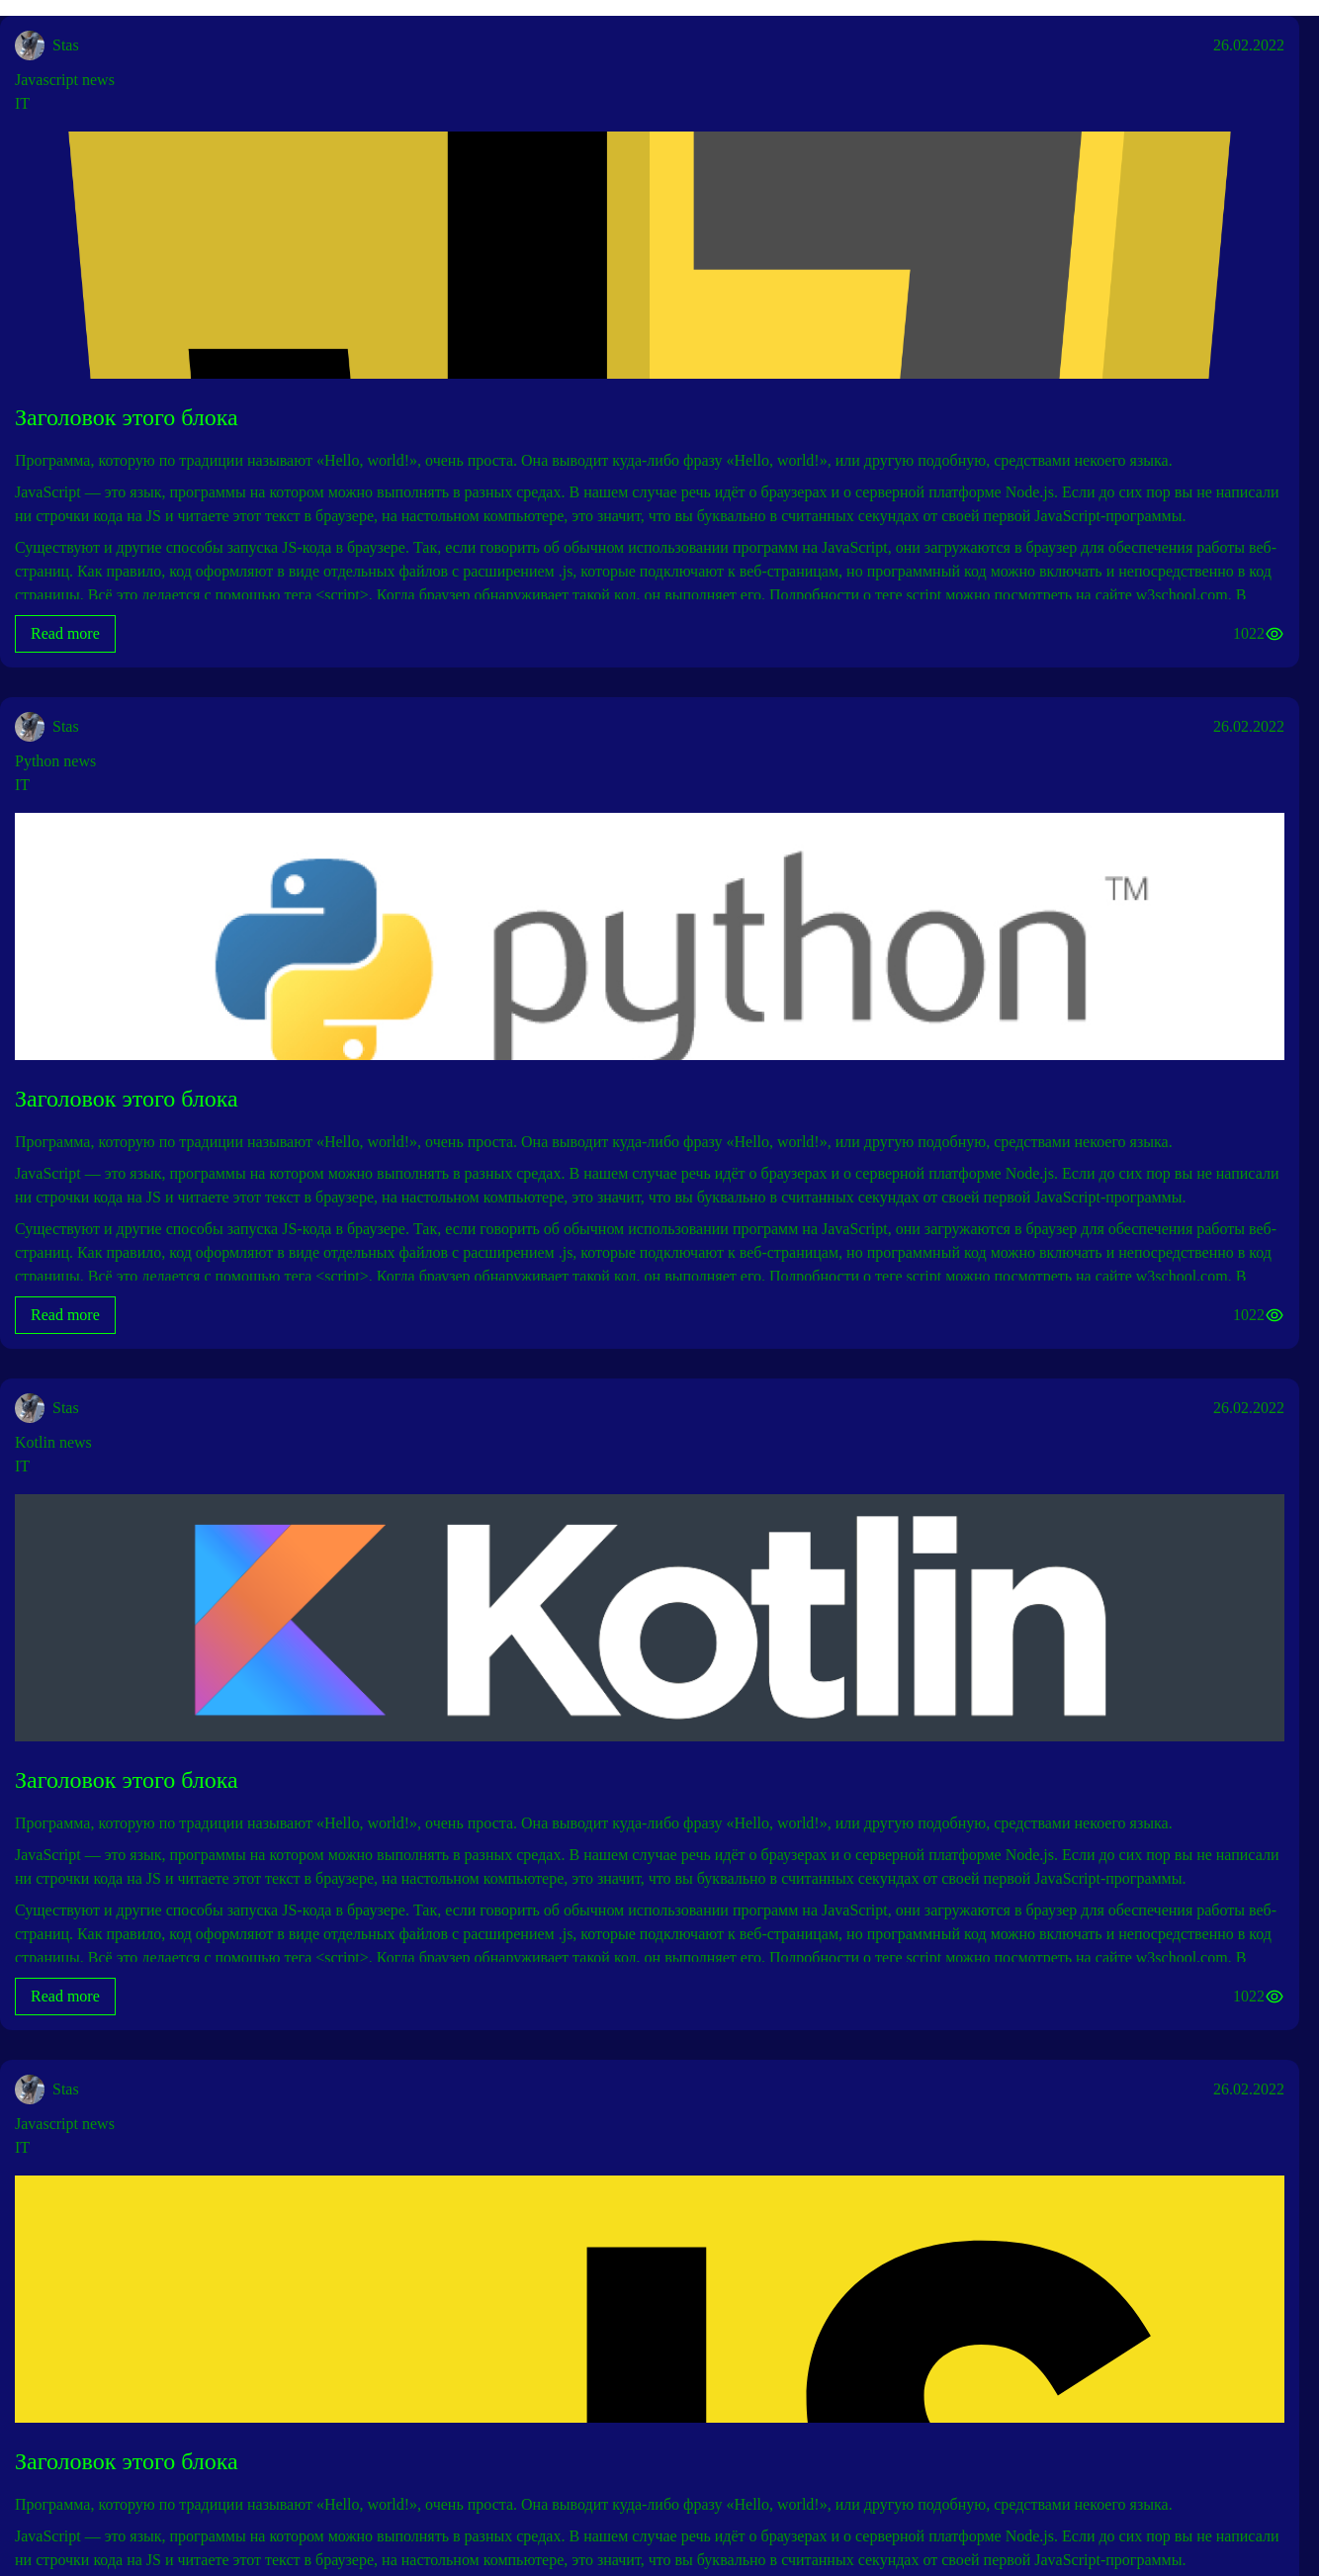 Stas 26.02.2022
Javascript news
IT
Заголовок этого блока
Программа, которую по традиции называют «Hello, world!», очень проста. Она выводит куда-либо фразу «Hello, world!», или другую подобную, средствами некоего языка.
JavaScript — это язык, программы на котором можно выполнять в разных средах. В нашем случае речь идёт о браузерах и о серверной платформе Node.js. Если до сих пор вы не написали
ни строчки кода на JS и читаете этот текст в браузере, на настольном компьютере, это значит, что вы буквально в считанных секундах от своей первой JavaScript-программы.
Существуют и другие способы запуска JS-кода в браузере. Так, если говорить об обычном использовании программ на JavaScript, они загружаются в браузер для обеспечения работы веб-
страниц. Как правило, код оформляют в виде отдельных файлов с расширением .js, которые подключают к веб-страницам, но программный код можно включать и непосредственно в код
страницы. Всё это делается с помощью тега <script>. Когда браузер обнаруживает такой код, он выполняет его. Подробности о теге script можно посмотреть на сайте w3school.com. В
Read more 1022
Stas 26.02.2022
Python news
IT
python TM
Заголовок этого блока
Программа, которую по традиции называют «Hello, world!», очень проста. Она выводит куда-либо фразу «Hello, world!», или другую подобную, средствами некоего языка.
JavaScript — это язык, программы на котором можно выполнять в разных средах. В нашем случае речь идёт о браузерах и о серверной платформе Node.js. Если до сих пор вы не написали
ни строчки кода на JS и читаете этот текст в браузере, на настольном компьютере, это значит, что вы буквально в считанных секундах от своей первой JavaScript-программы.
Существуют и другие способы запуска JS-кода в браузере. Так, если говорить об обычном использовании программ на JavaScript, они загружаются в браузер для обеспечения работы веб-
страниц. Как правило, код оформляют в виде отдельных файлов с расширением .js, которые подключают к веб-страницам, но программный код можно включать и непосредственно в код
страницы. Всё это делается с помощью тега <script>. Когда браузер обнаруживает такой код, он выполняет его. Подробности о теге script можно посмотреть на сайте w3school.com. В
Read more 1022
Stas 26.02.2022
Kotlin news
IT
Kotlin
Заголовок этого блока
Программа, которую по традиции называют «Hello, world!», очень проста. Она выводит куда-либо фразу «Hello, world!», или другую подобную, средствами некоего языка.
JavaScript — это язык, программы на котором можно выполнять в разных средах. В нашем случае речь идёт о браузерах и о серверной платформе Node.js. Если до сих пор вы не написали
ни строчки кода на JS и читаете этот текст в браузере, на настольном компьютере, это значит, что вы буквально в считанных секундах от своей первой JavaScript-программы.
Существуют и другие способы запуска JS-кода в браузере. Так, если говорить об обычном использовании программ на JavaScript, они загружаются в браузер для обеспечения работы веб-
страниц. Как правило, код оформляют в виде отдельных файлов с расширением .js, которые подключают к веб-страницам, но программный код можно включать и непосредственно в код
страницы. Всё это делается с помощью тега <script>. Когда браузер обнаруживает такой код, он выполняет его. Подробности о теге script можно посмотреть на сайте w3school.com. В
Read more 1022
Stas 26.02.2022
Javascript news
IT
JS
Заголовок этого блока
Программа, которую по традиции называют «Hello, world!», очень проста. Она выводит куда-либо фразу «Hello, world!», или другую подобную, средствами некоего языка.
JavaScript — это язык, программы на котором можно выполнять в разных средах. В нашем случае речь идёт о браузерах и о серверной платформе Node.js. Если до сих пор вы не написали
ни строчки кода на JS и читаете этот текст в браузере, на настольном компьютере, это значит, что вы буквально в считанных секундах от своей первой JavaScript-программы.